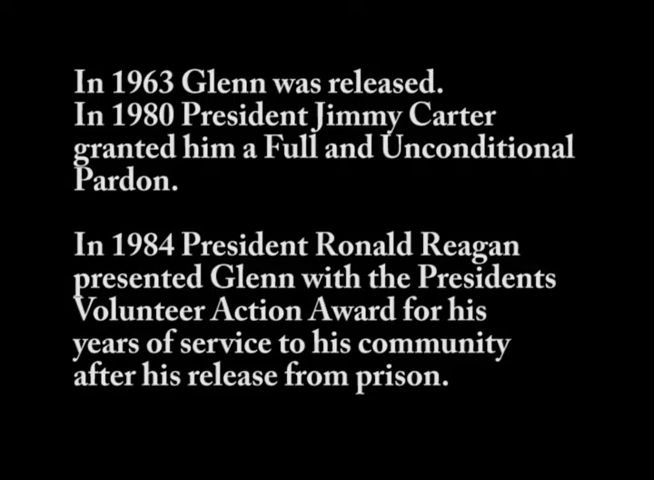 In 1963 Glenn was released.
In 1980 President Jimmy Carter
granted him a Full and Unconditional
Pardon.
In 1984 President Ronald Reagan
presented Glenn with the Presidents
Volunteer Action Award for his
years of service to his community
after his release from prison.